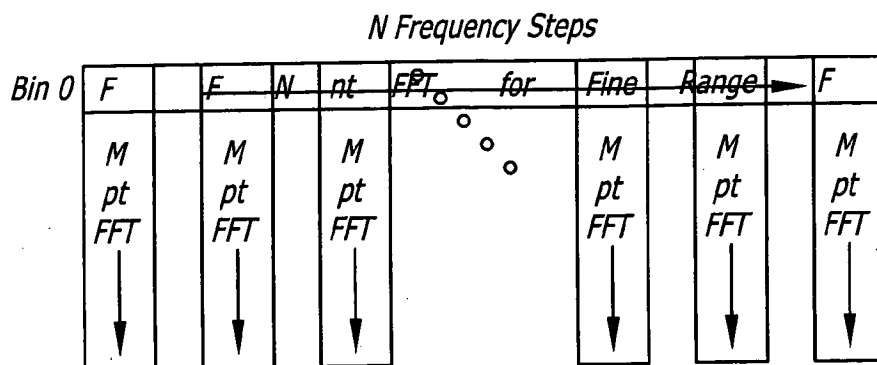 N Frequency Steps
Bin 0 F F N nt FFT for Fine Range F
M M M M M M
pt pt pt pt pt pt
FFT FFT FFT FFT FFT FFT